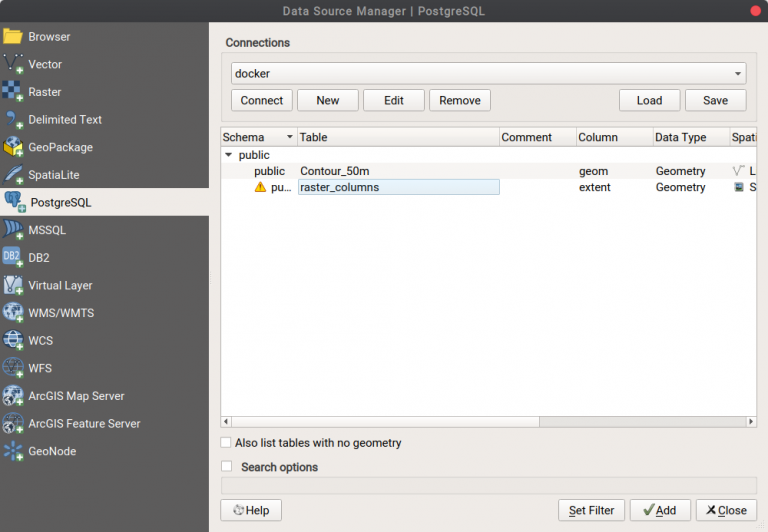 Data Source Manager | PostgreSQL
Browser
Vector
Raster
Delimited Text
GeoPackage
SpatiaLite
PostgreSQL
MSSQL
DB2 DB2
Virtual Layer
WMS/WMTS
WCS
WFS
ArcGIS Map Server
ArcGIS Feature Server
GeoNode
Connections
docker
Connect New Edit Remove Load Save
Schema Table Comment Column Data Type Spati
public
public Contour_50m geom Geometry L
pu... raster_columns extent Geometry S
Also list tables with no geometry
Search options
Help Set Filter Add Close